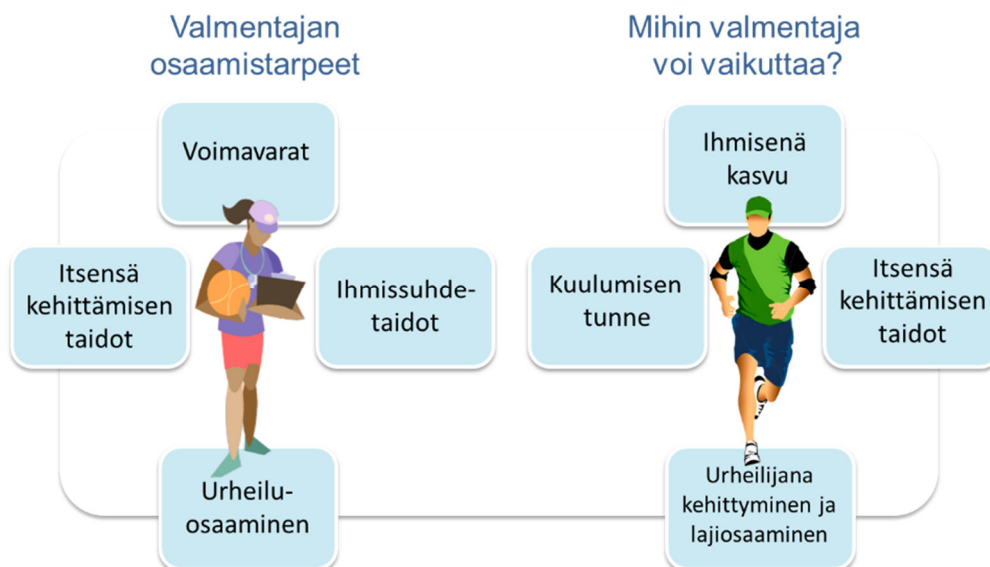 Valmentajan
osaamistarpeet
Voimavarat
Itsensä
kehittämisen
taidot
Ihmissuhde-
taidot
Urheilu-
osaaminen
Mihin valmentaja
voi vaikuttaa?
Ihmisenä
kasvu
Kuulumisen
tunne
Itsensä
kehittämisen
taidot
Urheilijana
kehittyminen ja
lajiosaaminen